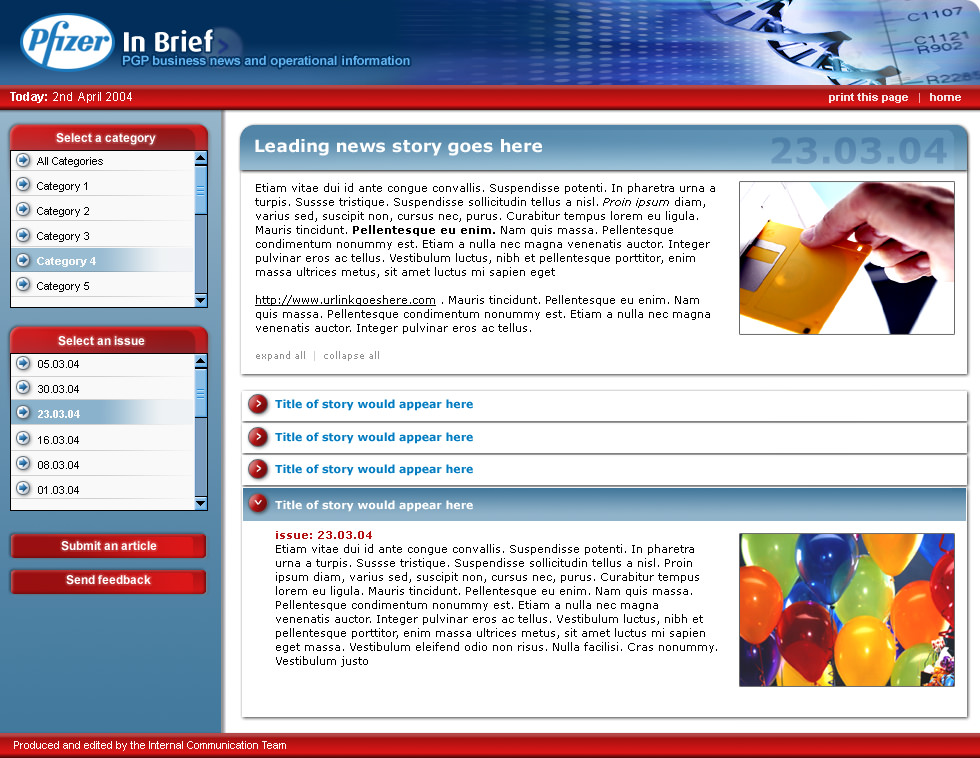 Pfizer
In Brief
PGP business news and operational information
C1107
C1121
R902
R2286
Today: 2nd April 2004
print this page | home
Select a category
All Categories
Category 1
Category 2
Category 3
Category 4
Category 5
Select an issue
05.03.04
30.03.04
23.03.04
16.03.04
08.03.04
01.03.04
Submit an article
Send feedback
Leading news story goes here
23.03.04
Etiam vitae dui id ante congue convallis. Suspendisse potenti. In pharetra urna a
turpis. Sussse tristique. Suspendisse sollicitudin tellus a nisl. Proin ipsum diam,
varius sed, suscipit non, cursus nec, purus. Curabitur tempus lorem eu ligula.
Mauris tincidunt. Pellentesque eu enim. Nam quis massa. Pellentesque
condimentum nonummy est. Etiam a nulla nec magna venenatis auctor. Integer
pulvinar eros ac tellus. Vestibulum luctus, nibh et pellentesque porttitor, enim
massa ultrices metus, sit amet luctus mi sapien eget
http://www.urlinkgoeshere.com . Mauris tincidunt. Pellentesque eu enim. Nam
quis massa. Pellentesque condimentum nonummy est. Etiam a nulla nec magna
venenatis auctor. Integer pulvinar eros ac tellus.
expand all | collapse all
Title of story would appear here
Title of story would appear here
Title of story would appear here
Title of story would appear here
issue: 23.03.04
Etiam vitae dui id ante congue convallis. Suspendisse potenti. In pharetra
urna a turpis. Sussse tristique. Suspendisse sollicitudin tellus a nisl. Proin
ipsum diam, varius sed, suscipit non, cursus nec, purus. Curabitur tempus
lorem eu ligula. Mauris tincidunt. Pellentesque eu enim. Nam quis massa.
Pellentesque condimentum nonummy est. Etiam a nulla nec magna
venenatis auctor. Integer pulvinar eros ac tellus. Vestibulum luctus, nibh et
pellentesque porttitor, enim massa ultrices metus, sit amet luctus mi sapien
eget massa. Vestibulum eleifend odio non risus. Nulla facilisi. Cras nonummy.
Vestibulum justo
Produced and edited by the Internal Communication Team